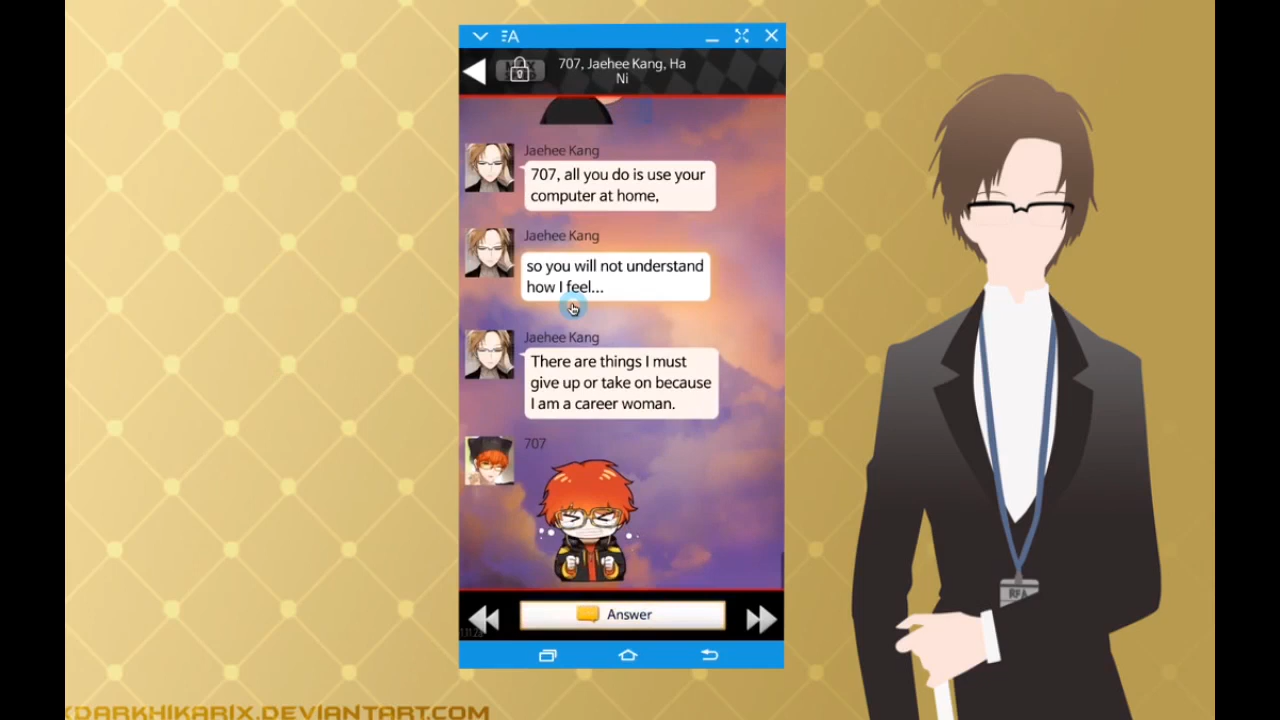 707, Jaehee Kang, Ha
Ni
Jaehee Kang
707, all you do is use your
computer at home,
Jaehee Kang
so you will not understand
how I feel...
Jaehee Kang
There are things I must
give up or take on because
I am a career woman.
707
Answer
RFA
XDARKHIKARIX.DEVIANTART.COM